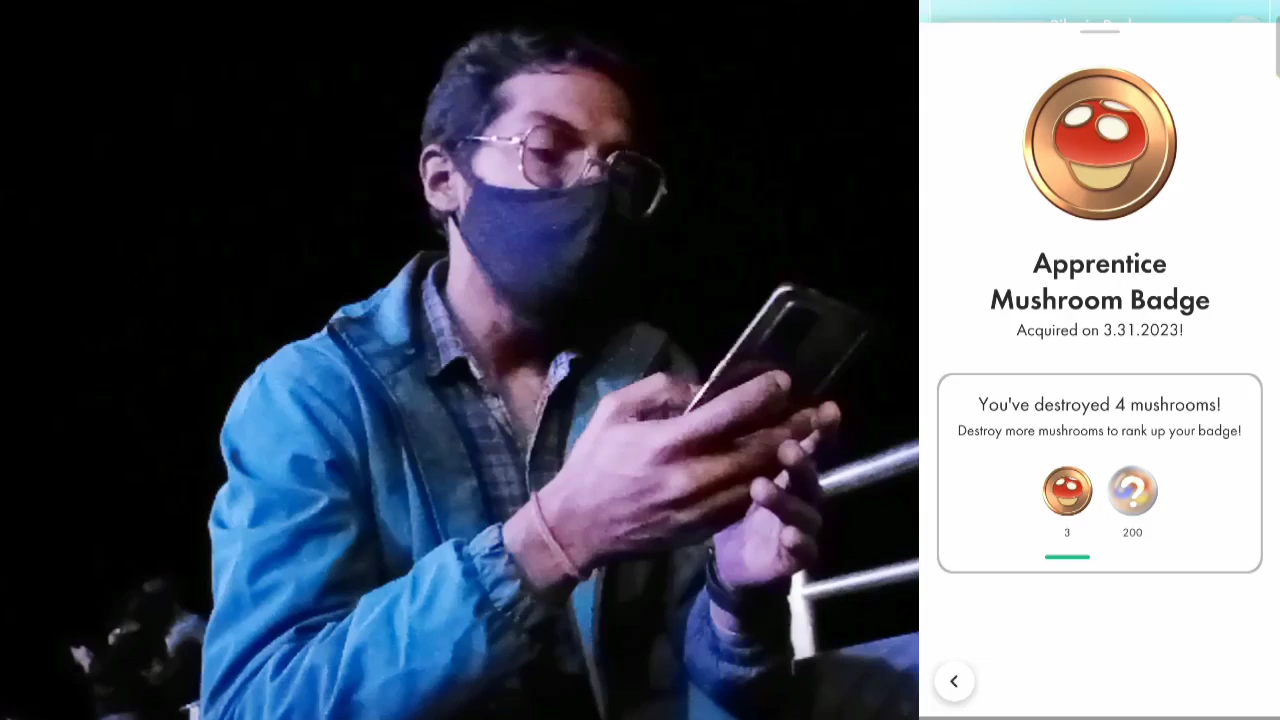 Apprentice
Mushroom Badge
Acquired on 3.31.2023!
You've destroyed 4 mushrooms!
Destroy more mushrooms to rank up your badge!
?
3
200